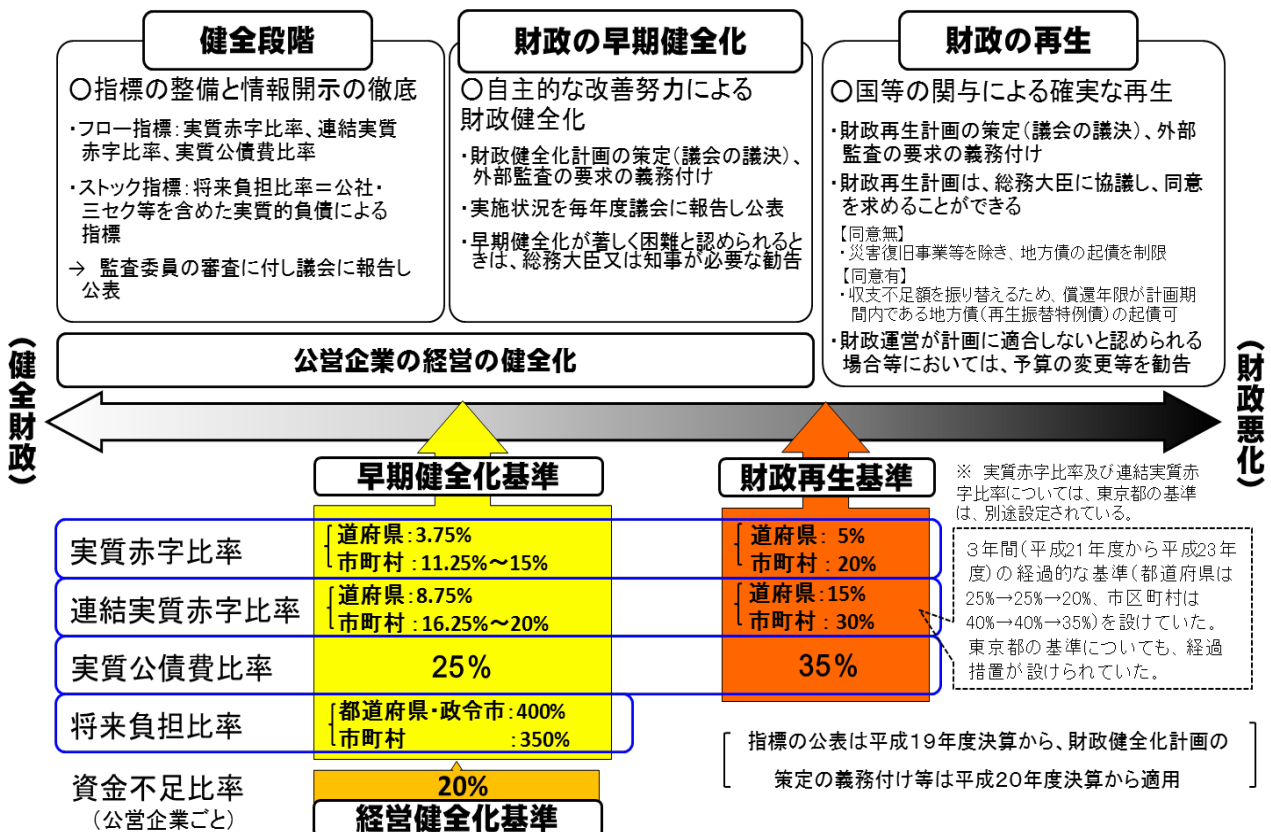 健全段階
○指標の整備と情報開示の徹底
・フロー指標：実質赤字比率、連結実質
赤字比率、実質公債費比率
・ストック指標：将来負担比率＝公社・
三セク等を含めた実質的負債による
指標
→ 監査委員の審査に付し議会に報告し
公表
財政の早期健全化
○自主的な改善努力による
財政健全化
・財政健全化計画の策定（議会の議決）、
外部監査の要求の義務付け
・実施状況を毎年度議会に報告し公表
・早期健全化が著しく困難と認められると
きは、総務大臣又は知事が必要な勧告
財政の再生
○国等の関与による確実な再生
・財政再生計画の策定（議会の議決）、外部
監査の要求の義務付け
・財政再生計画は、総務大臣に協議し、同意
を求めることができる
【同意無】
・災害復旧事業等を除き、地方債の起債を制限
【同意有】
・収支不足額を振り替えるため、償還年限が計画期
間内である地方債（再生振替特例債）の起債可
・財政運営が計画に適合しないと認められる
場合等においては、予算の変更等を勧告
公営企業の経営の健全化
（健全財政）
（財政悪化）
早期健全化基準
財政再生基準
※ 実質赤字比率及び連結実質赤
字比率については、東京都の基準
は、別途設定されている。
実質赤字比率
道府県：3.75%
市町村：11.25%～15%
道府県： 5%
市町村： 20%
連結実質赤字比率
道府県：8.75%
市町村：16.25%～20%
道府県：15%
市町村： 30%
３年間（平成21年度から平成23年
度）の経過的な基準（都道府県は
25%→25%→20%、市区町村は
40%→40%→35%）を設けていた。
東京都の基準についても、経過
措置が設けられていた。
実質公債費比率
25%
35%
将来負担比率
都道府県・政令市：400%
市町村 ：350%
指標の公表は平成１９年度決算から、財政健全化計画の
策定の義務付け等は平成２０年度決算から適用
資金不足比率
（公営企業ごと）
20%
経営健全化基準